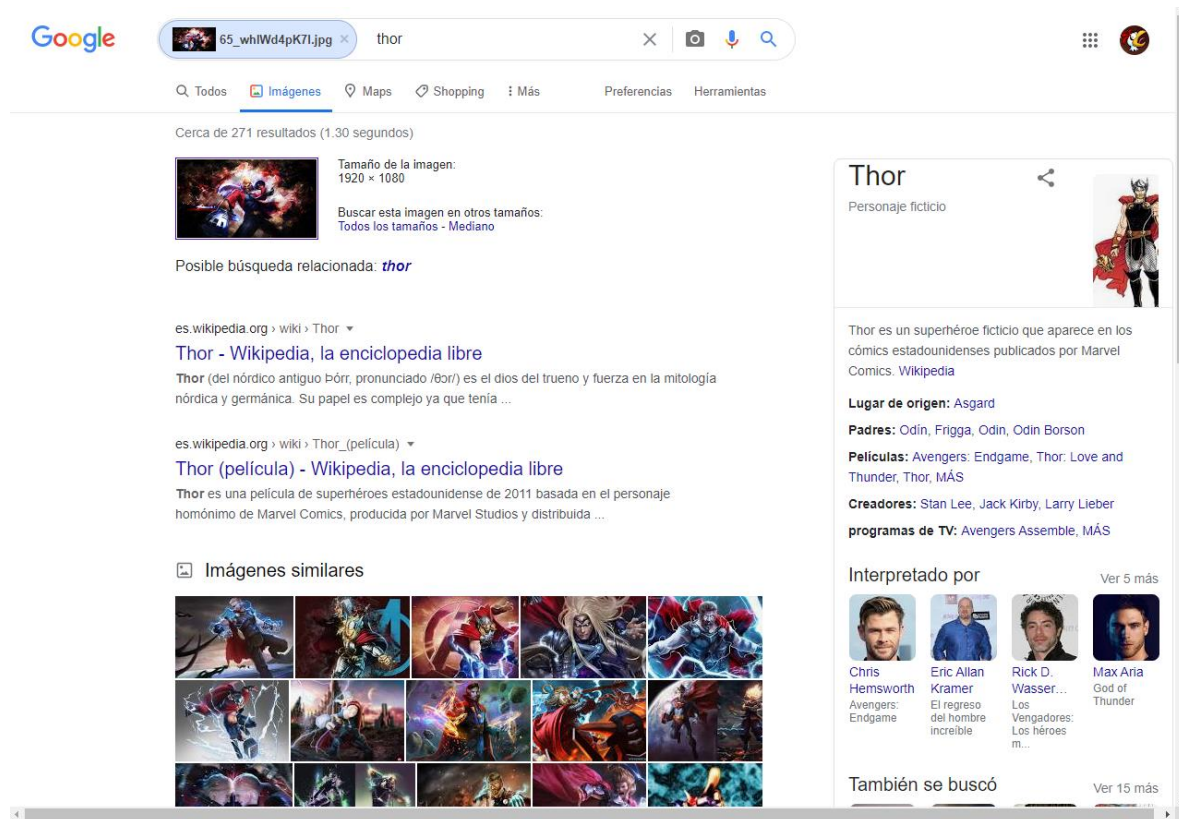 Google
65_whlWd4pK7I.jpg × thor
Todos Imágenes Maps Shopping Más Preferencias Herramientas
Cerca de 271 resultados (1.30 segundos)
Tamaño de la imagen:
1920 × 1080
Buscar esta imagen en otros tamaños:
Todos los tamaños - Mediano
Posible búsqueda relacionada: thor
es.wikipedia.org › wiki › Thor
Thor - Wikipedia, la enciclopedia libre
Thor (del nórdico antiguo Þórr, pronunciado /θor/) es el dios del trueno y fuerza en la mitología
nórdica y germánica. Su papel es complejo ya que tenía ...
es.wikipedia.org › wiki › Thor_(película)
Thor (película) - Wikipedia, la enciclopedia libre
Thor es una película de superhéroes estadounidense de 2011 basada en el personaje
homónimo de Marvel Comics, producida por Marvel Studios y distribuida ...
Imágenes similares
Thor
Personaje ficticio
Thor es un superhéroe ficticio que aparece en los
cómics estadounidenses publicados por Marvel
Comics. Wikipedia
Lugar de origen: Asgard
Padres: Odín, Frigga, Odin, Odin Borson
Películas: Avengers: Endgame, Thor: Love and
Thunder, Thor, MÁS
Creadores: Stan Lee, Jack Kirby, Larry Lieber
programas de TV: Avengers Assemble, MÁS
Interpretado por Ver 5 más
Chris
Hemsworth
Avengers:
Endgame
Eric Allan
Kramer
El regreso
del hombre
increíble
Rick D.
Wasser...
Los
Vengadores:
Los héroes
m...
Max Aria
God of
Thunder
También se buscó Ver 15 más